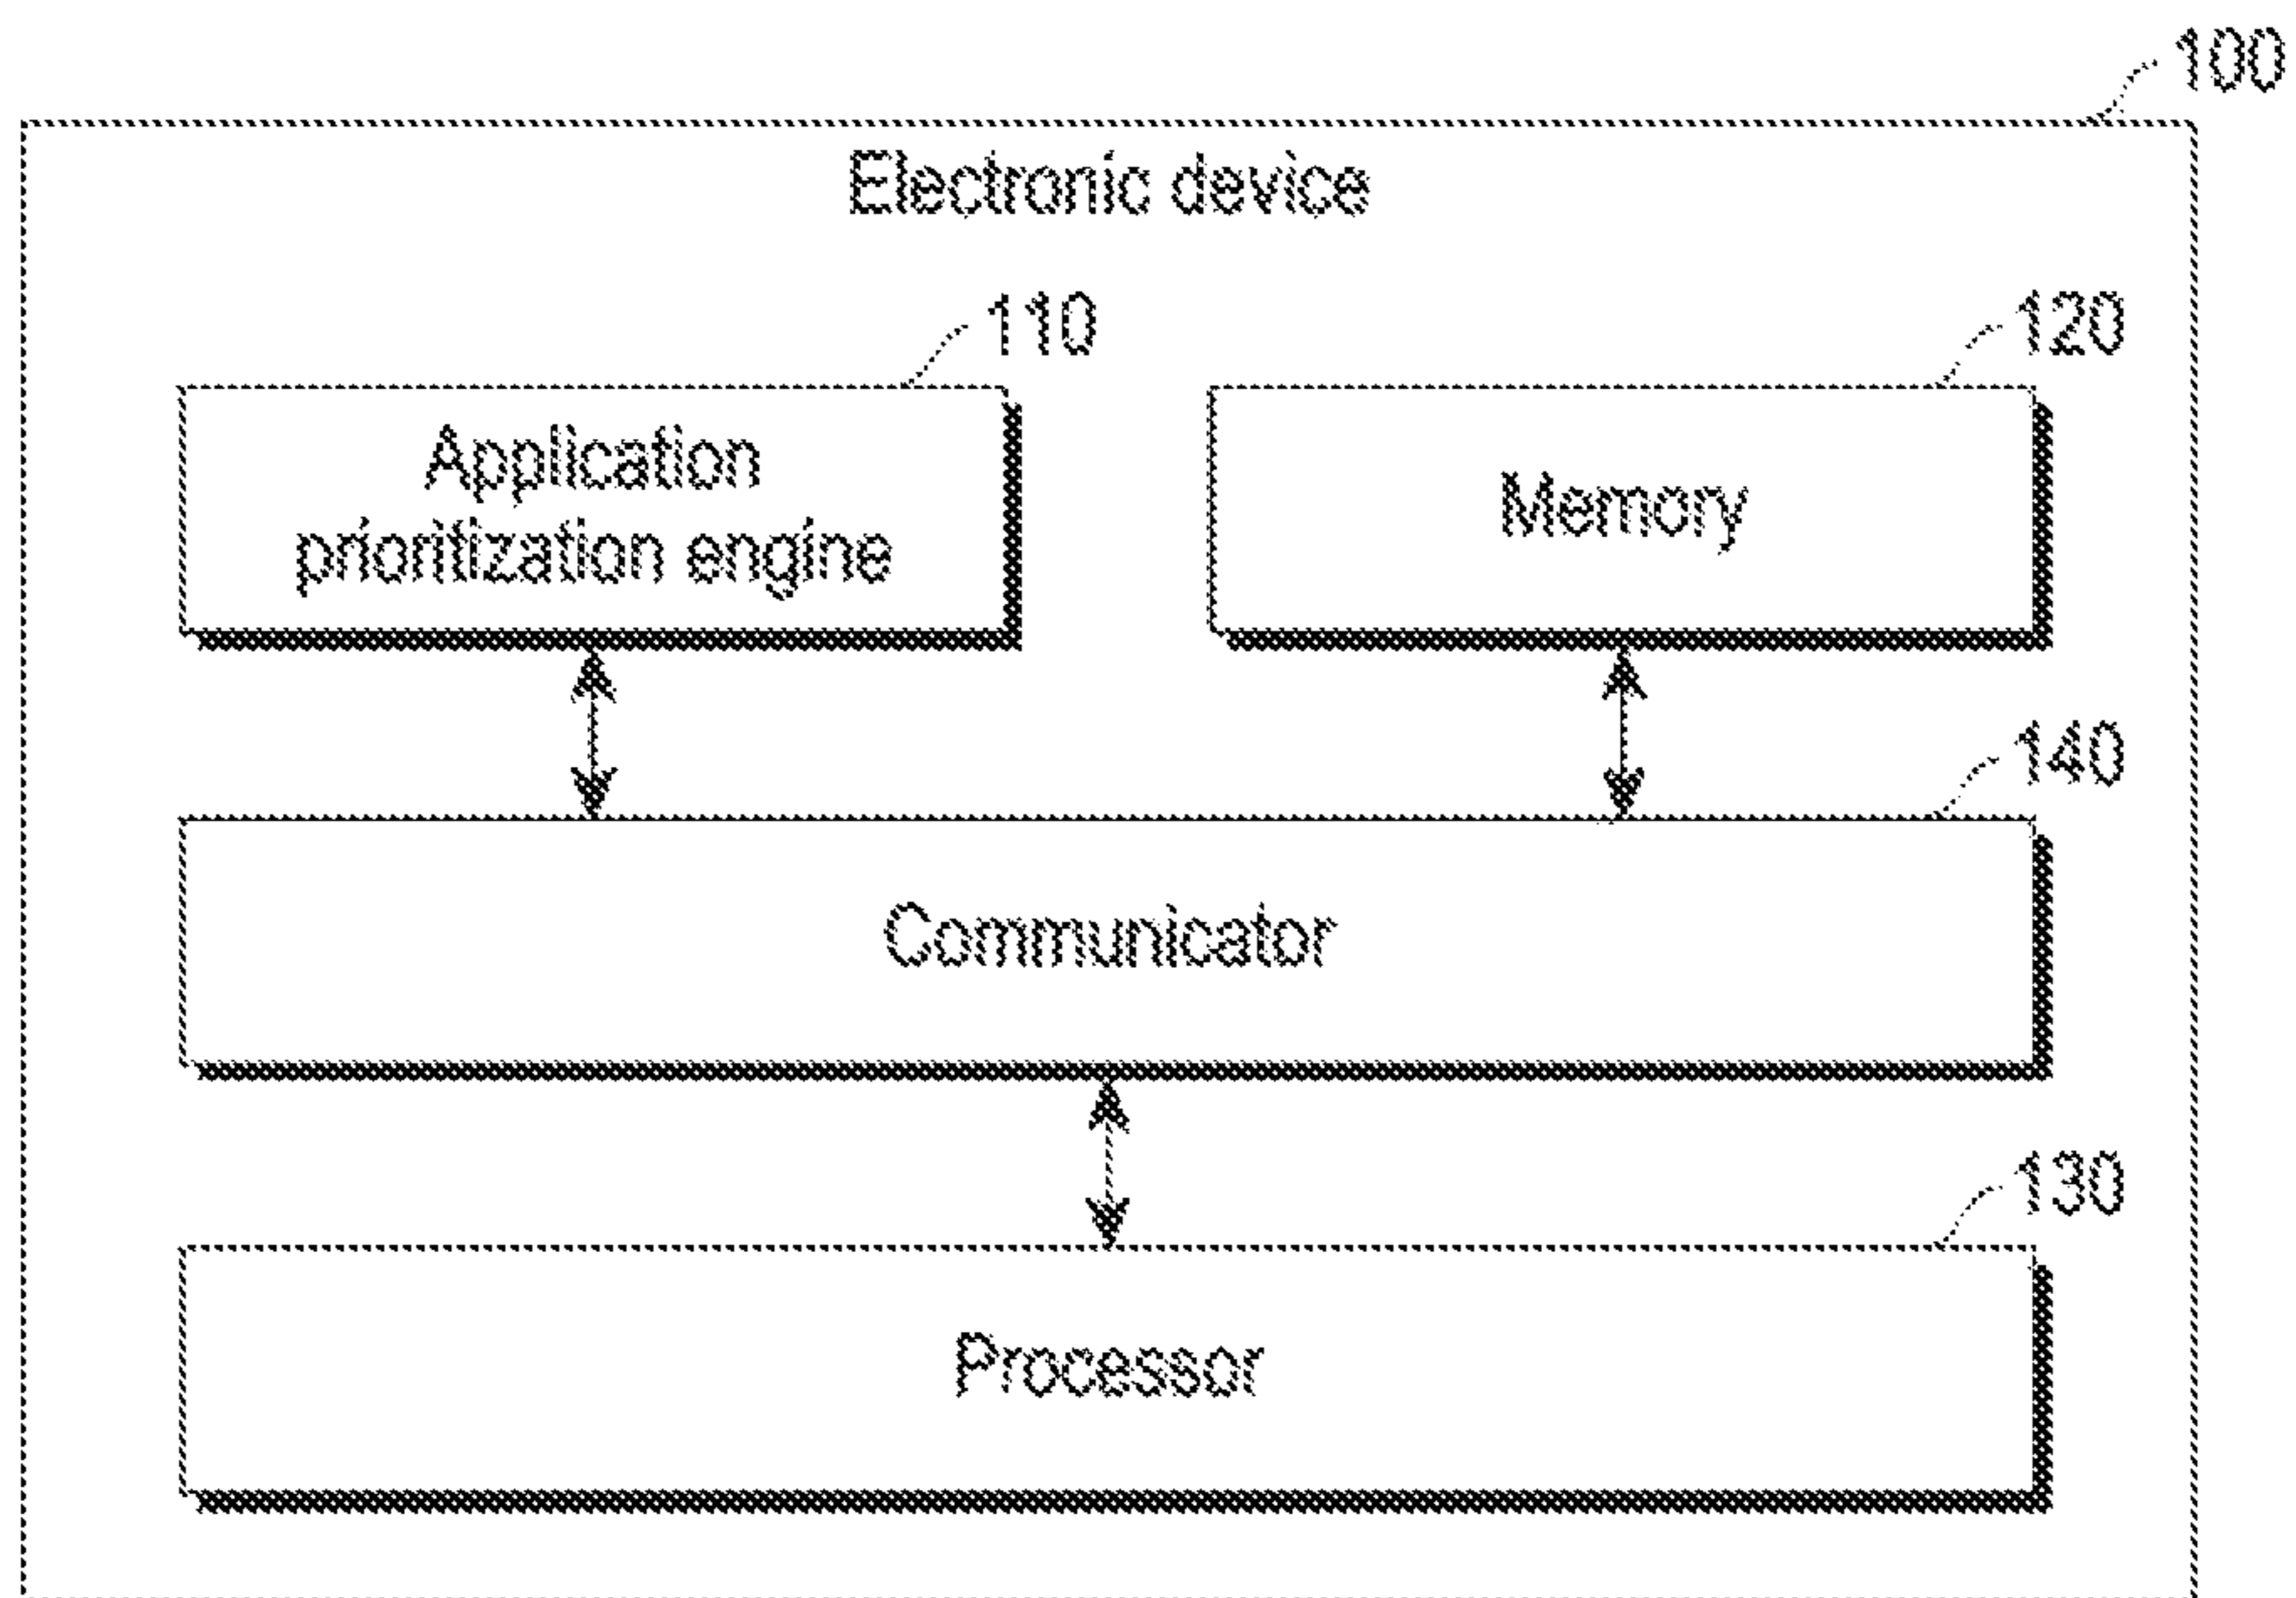 100
Electronic device
110
120
Application
prioritization engine
Memory
140
Communicator
130
Processor